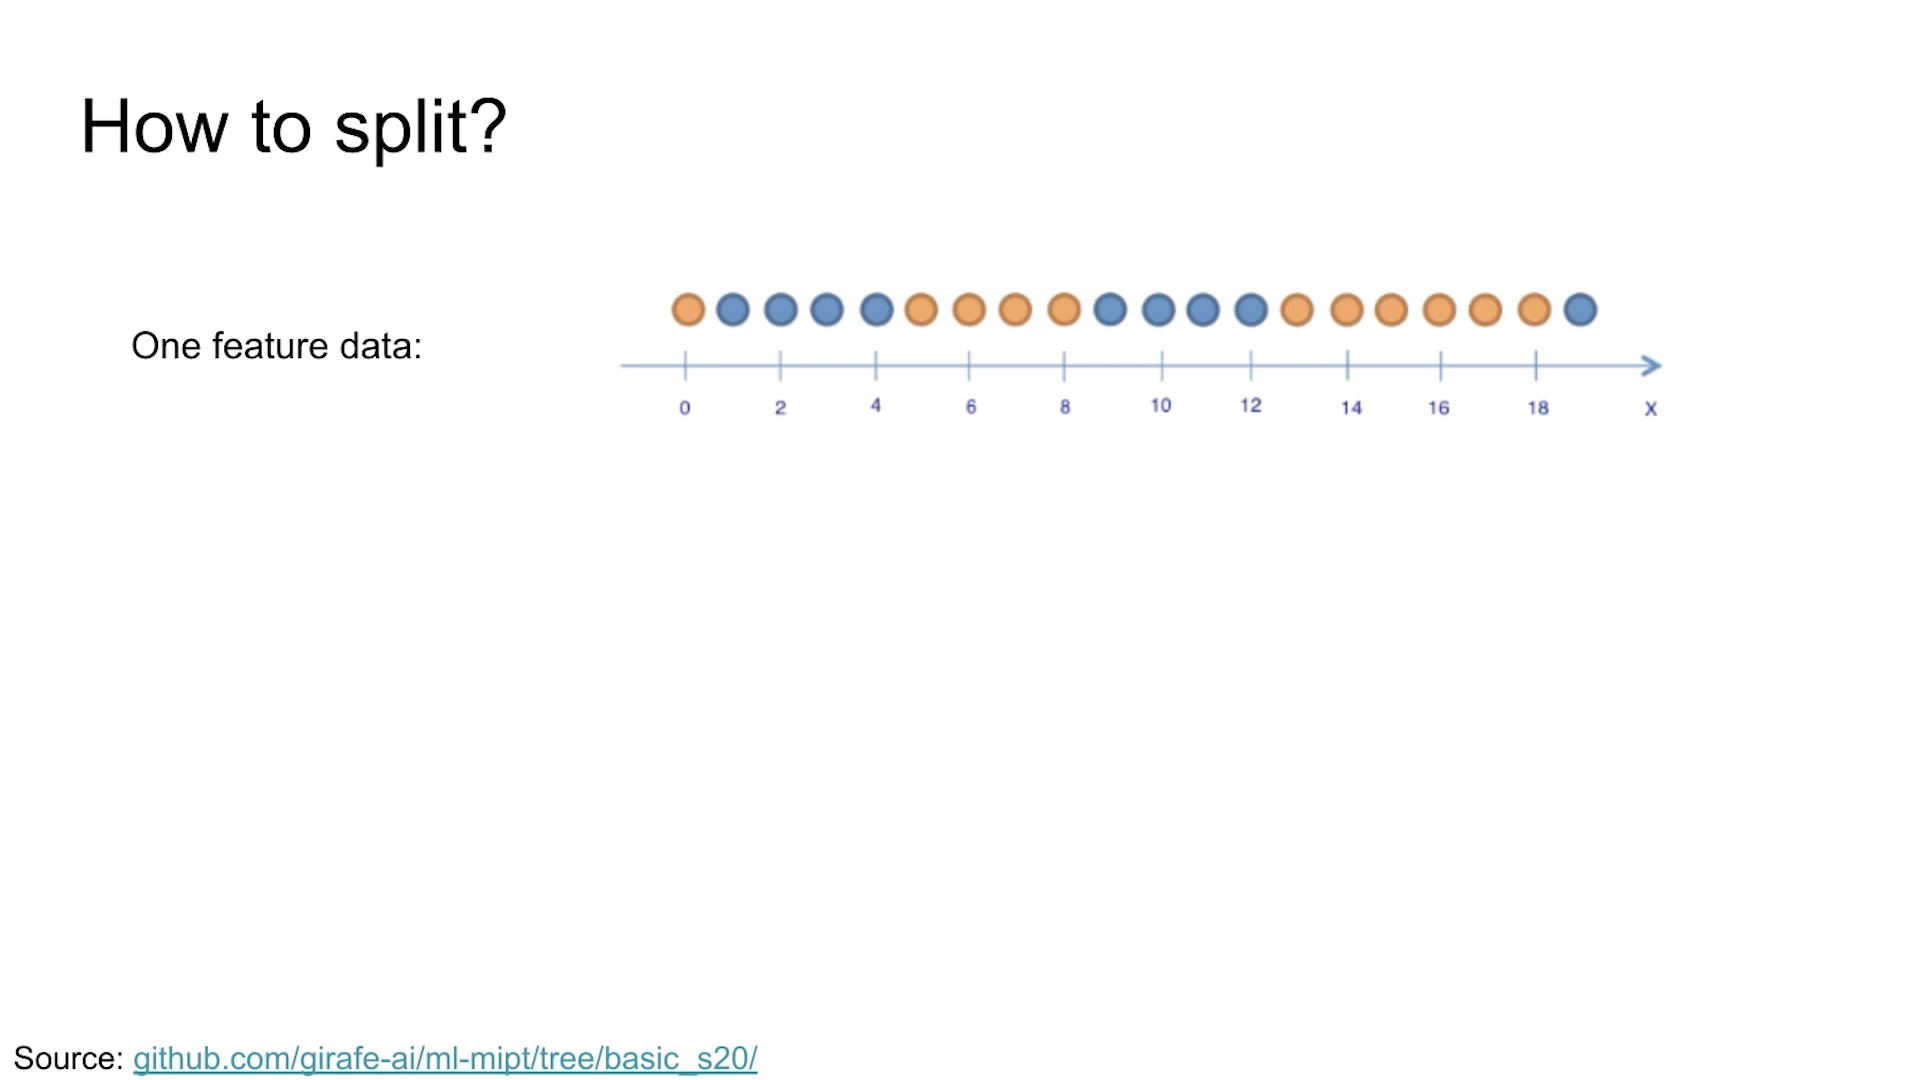 How to split?
One feature data:
0 2 4 6 8 10 12 14 16 18 X
Source: github.com/girafe-ai/ml-mipt/tree/basic_s20/